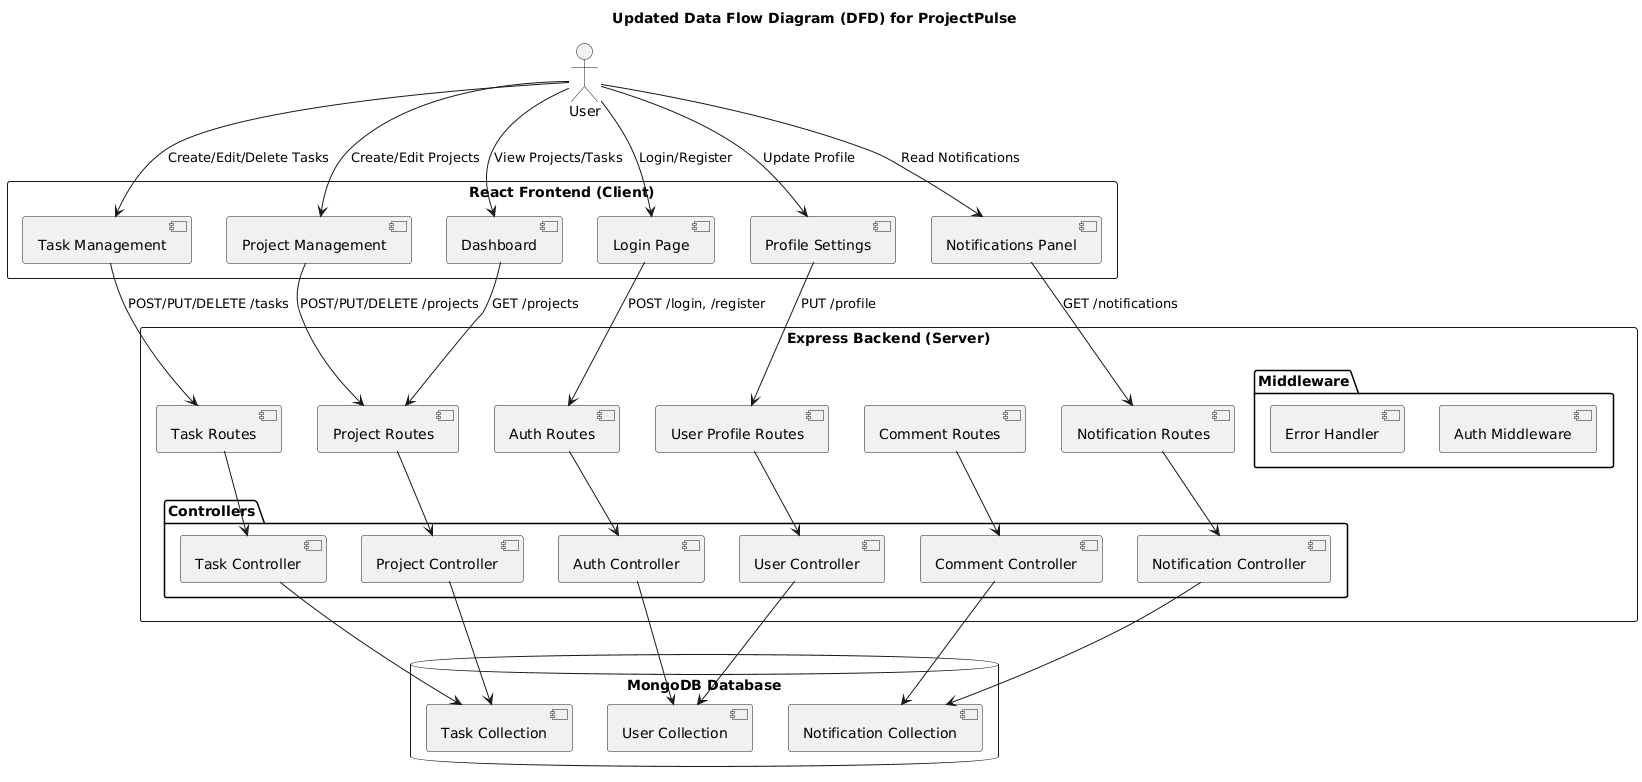 Updated Data Flow Diagram (DFD) for ProjectPulse
User
Create/Edit/Delete Tasks
Create/Edit Projects
View Projects/Tasks
Login/Register
Update Profile
Read Notifications
React Frontend (Client)
Task Management
Project Management
Dashboard
Login Page
Profile Settings
Notifications Panel
POST/PUT/DELETE /tasks
POST/PUT/DELETE /projects
GET /projects
POST /login, /register
PUT /profile
GET /notifications
Express Backend (Server)
Middleware
Task Routes
Project Routes
Auth Routes
User Profile Routes
Comment Routes
Notification Routes
Error Handler
Auth Middleware
Controllers
Task Controller
Project Controller
Auth Controller
User Controller
Comment Controller
Notification Controller
MongoDB Database
Task Collection
User Collection
Notification Collection